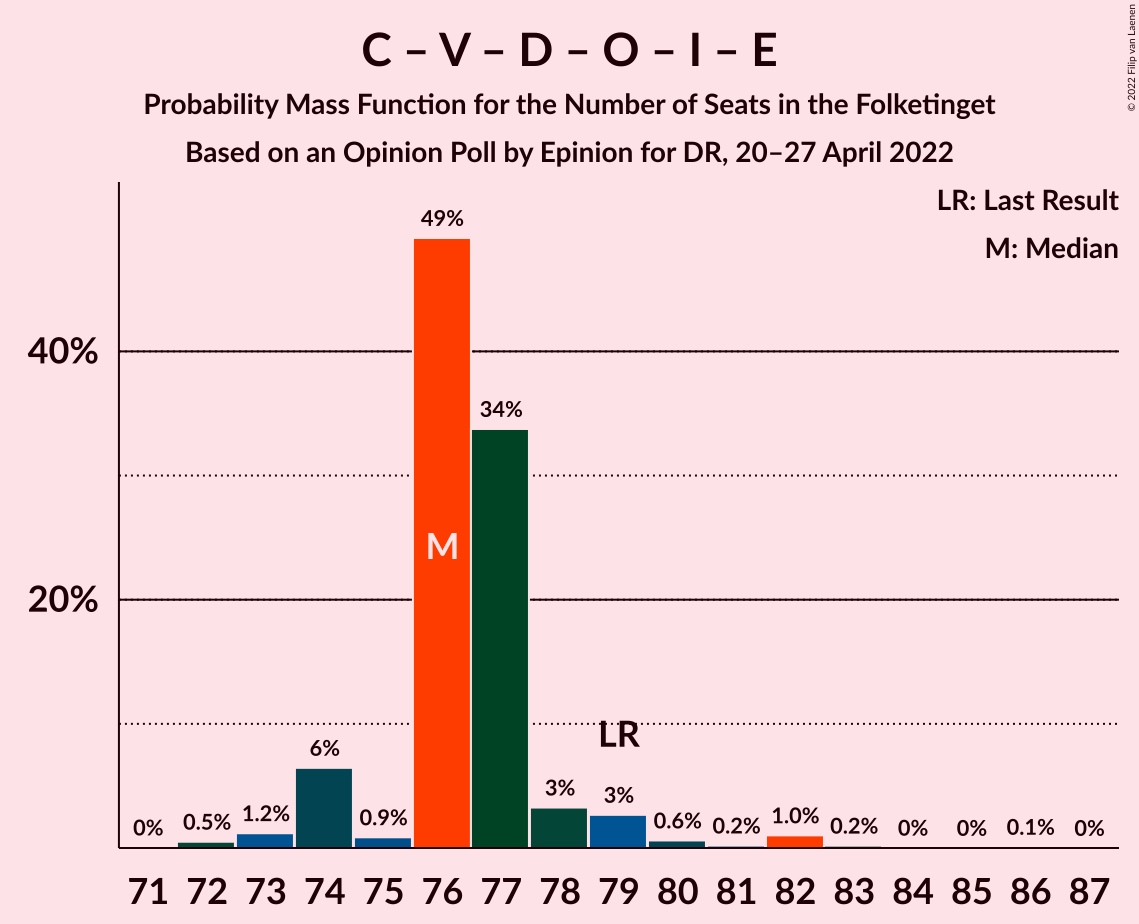 C – V – D – O – I – E
Probability Mass Function for the Number of Seats in the Folketinget
Based on an Opinion Poll by Epinion for DR, 20–27 April 2022
© 2022 Filip van Laenen
LR: Last Result
M: Median
40%
20%
0%
0.5%
1.2%
6%
0.9%
49%
34%
3%
3%
0.6%
0.2%
1.0%
0.2%
0%
0%
0.1%
0%
M
LR
71 72 73 74 75 76 77 78 79 80 81 82 83 84 85 86 87